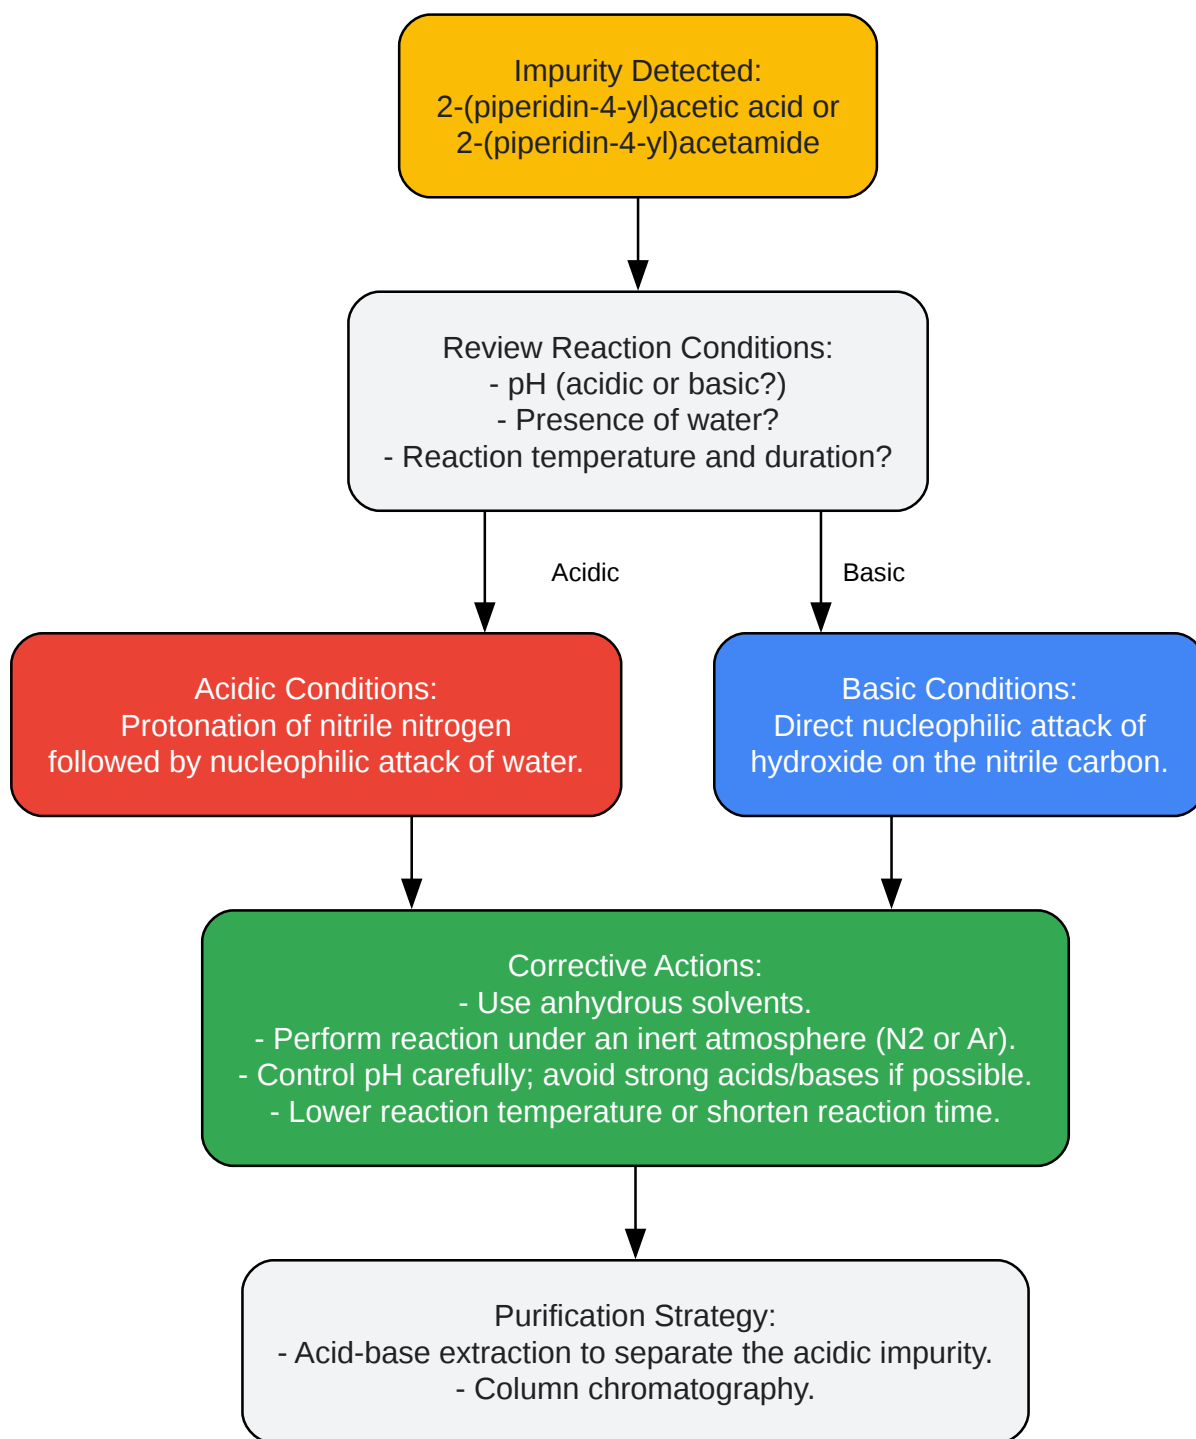 Impurity Detected:
2-(piperidin-4-yl)acetic acid or
2-(piperidin-4-yl)acetamide
Review Reaction Conditions:
- pH (acidic or basic?)
- Presence of water?
- Reaction temperature and duration?
Acidic
Basic
Acidic Conditions:
Protonation of nitrile nitrogen
followed by nucleophilic attack of water.
Basic Conditions:
Direct nucleophilic attack of
hydroxide on the nitrile carbon.
Corrective Actions:
- Use anhydrous solvents.
- Perform reaction under an inert atmosphere (N2 or Ar).
- Control pH carefully; avoid strong acids/bases if possible.
- Lower reaction temperature or shorten reaction time.
Purification Strategy:
- Acid-base extraction to separate the acidic impurity.
- Column chromatography.